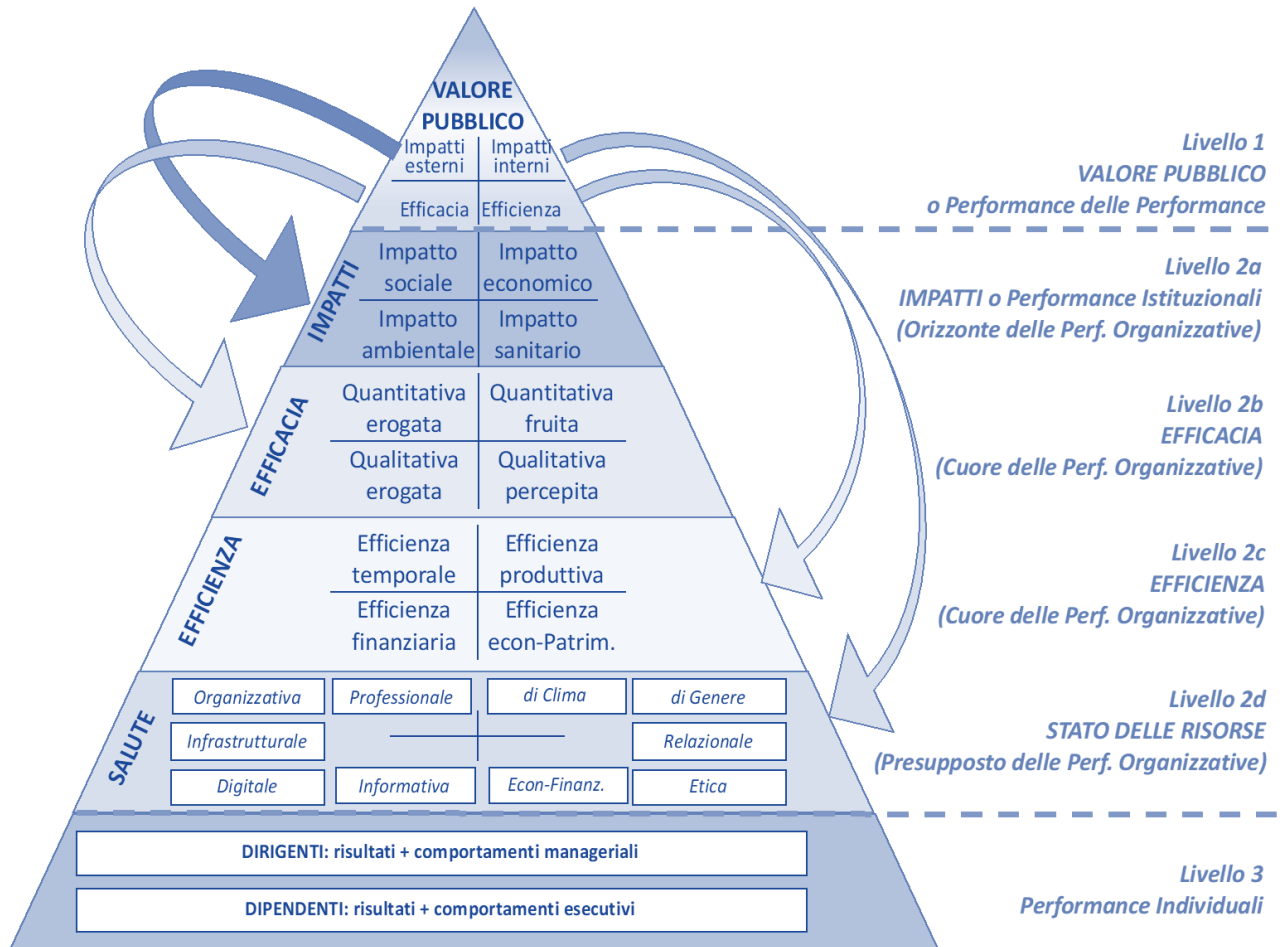 VALORE
PUBBLICO
Impatti esterni
Impatti interni
Efficacia
Efficienza
Livello 1
VALORE PUBBLICO
o Performance delle Performance
IMPATTI
Impatto
sociale
Impatto
economico
Impatto
ambientale
Impatto
sanitario
Livello 2a
IMPATTI o Performance Istituzionali
(Orizzonte delle Perf. Organizzative)
EFFICACIA
Quantitativa
erogata
Quantitativa
fruita
Qualitativa
erogata
Qualitativa
percepita
Livello 2b
EFFICACIA
(Cuore delle Perf. Organizzative)
EFFICIENZA
Efficienza
temporale
Efficienza
produttiva
Efficienza
finanziaria
Efficienza
econ-Patrim.
Livello 2c
EFFICIENZA
(Cuore delle Perf. Organizzative)
SALUTE
Organizzativa
Professionale
di Clima
di Genere
Infrastrutturale
Relazionale
Digitale
Informativa
Econ-Finanz.
Etica
Livello 2d
STATO DELLE RISORSE
(Presupposto delle Perf. Organizzative)
DIRIGENTI: risultati + comportamenti manageriali
DIPENDENTI: risultati + comportamenti esecutivi
Livello 3
Performance Individuali